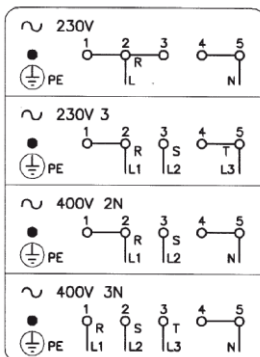 ∼ 230V
1 2 3 4 5
R
PE L N
∼ 230V 3
1 2 3 4 5
R S T
PE L1 L2 L3
∼ 400V 2N
1 2 3 4 5
R S
PE L1 L2 N
∼ 400V 3N
1 2 3 4 5
R S T
PE L1 L2 L3 N